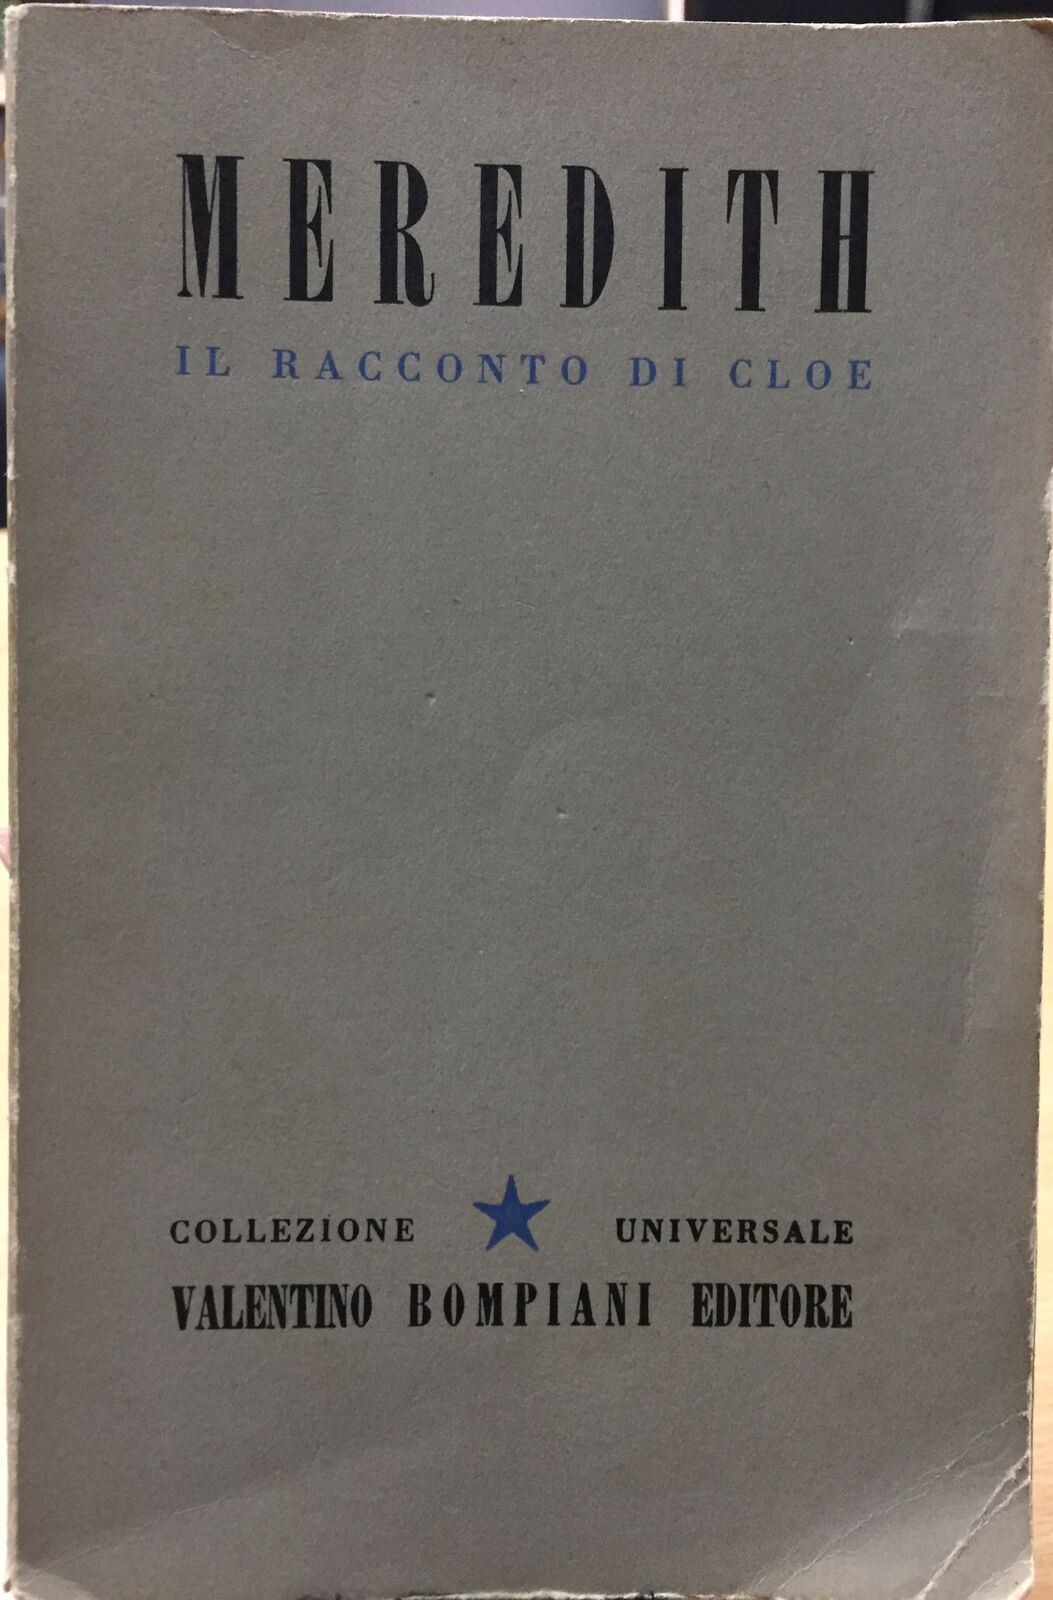 MEREDITH
IL RACCONTO DI CLOE
COLLEZIONE UNIVERSALE
VALENTINO BOMPIANI EDITORE